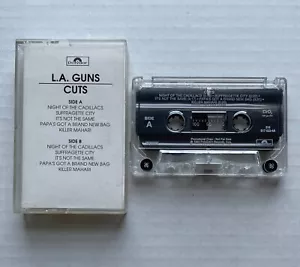 L.A. GUNS
CUTS
SIDE A
NIGHT OF THE CADILLACS
SUFFRAGETTE CITY
IT'S NOT THE SAME
PAPA'S GOT A BRAND NEW BAG
KILLER MAHARI
SIDE B
NIGHT OF THE CADILLACS
SUFFRAGETTE CITY
IT'S NOT THE SAME
PAPA'S GOT A BRAND NEW BAG
KILLER MAHARI
KILLER MAHARI
SIDE
A